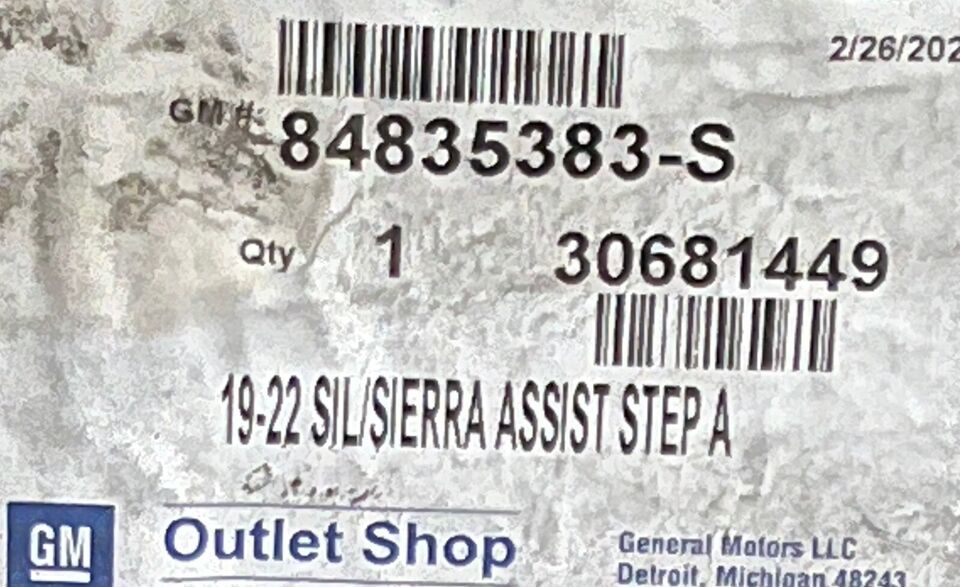 2/26/202
GM #: 84835383-S
Qty 1 30681449
19-22 SIL/SIERRA ASSIST STEP A
GM Outlet Shop
General Motors LLC
Detroit, Michigan 48243